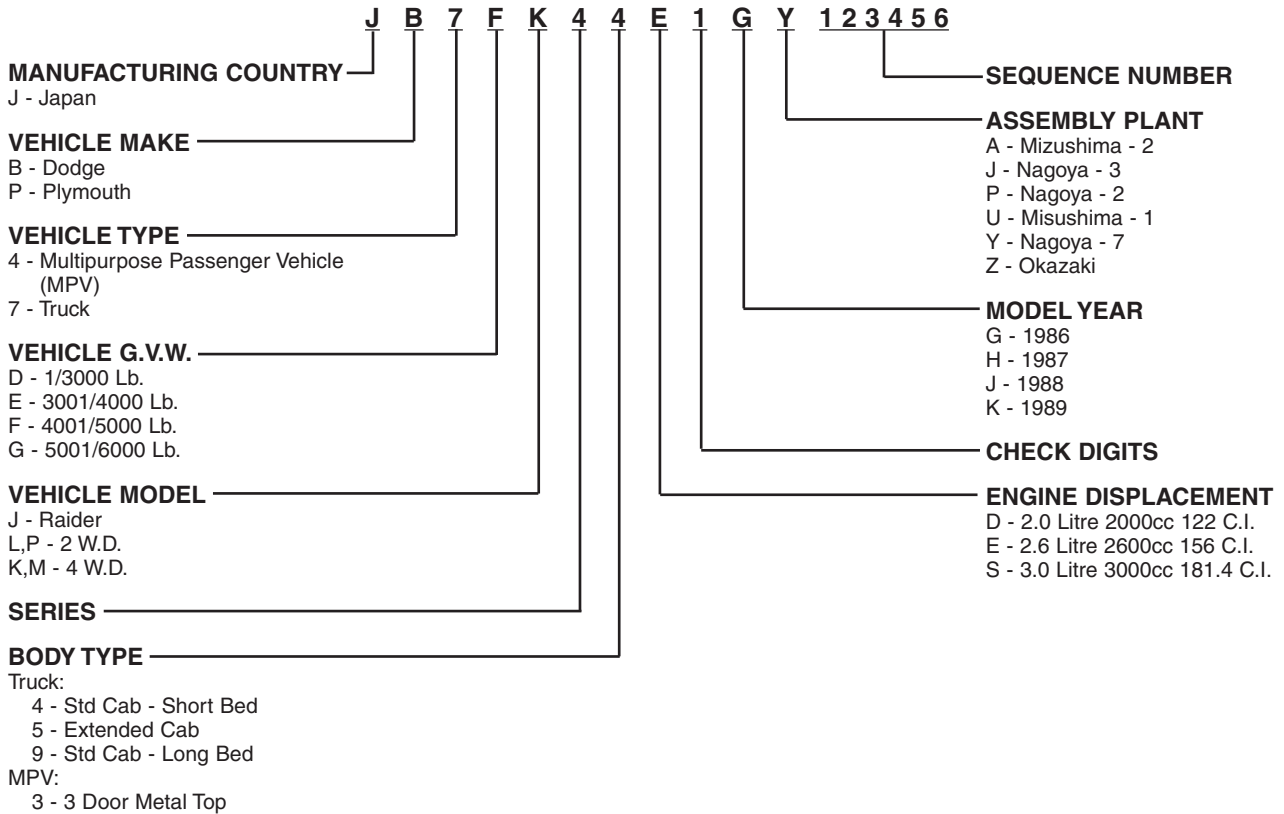 J B 7 F K 4 4 E 1 G Y 1 2 3 4 5 6
MANUFACTURING COUNTRY
J - Japan
VEHICLE MAKE
B - Dodge
P - Plymouth
VEHICLE TYPE
4 - Multipurpose Passenger Vehicle
(MPV)
7 - Truck
VEHICLE G.V.W.
D - 1/3000 Lb.
E - 3001/4000 Lb.
F - 4001/5000 Lb.
G - 5001/6000 Lb.
VEHICLE MODEL
J - Raider
L,P - 2 W.D.
K,M - 4 W.D.
SERIES
BODY TYPE
Truck:
4 - Std Cab - Short Bed
5 - Extended Cab
9 - Std Cab - Long Bed
MPV:
3 - 3 Door Metal Top
SEQUENCE NUMBER
ASSEMBLY PLANT
A - Mizushima - 2
J - Nagoya - 3
P - Nagoya - 2
U - Misushima - 1
Y - Nagoya - 7
Z - Okazaki
MODEL YEAR
G - 1986
H - 1987
J - 1988
K - 1989
CHECK DIGITS
ENGINE DISPLACEMENT
D - 2.0 Litre 2000cc 122 C.I.
E - 2.6 Litre 2600cc 156 C.I.
S - 3.0 Litre 3000cc 181.4 C.I.